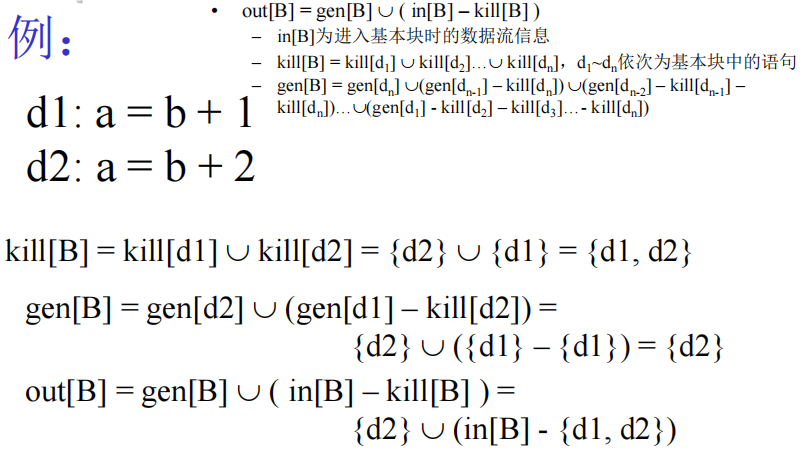 • out[B] = gen[B] ∪ ( in[B] – kill[B] )
例：
– in[B]为进入基本块时的数据流信息
– kill[B] = kill[d₁] ∪ kill[d₂]…∪ kill[dₙ]，d₁~dₙ依次为基本块中的语句
– gen[B] = gen[dₙ] ∪(gen[dₙ₋₁] – kill[dₙ]) ∪(gen[dₙ₋₂] – kill[dₙ₋₁] –
kill[dₙ])…∪(gen[d₁] - kill[d₂] – kill[d₃]…- kill[dₙ])
d1: a = b + 1
d2: a = b + 2
kill[B] = kill[d1] ∪ kill[d2] = {d2} ∪ {d1} = {d1, d2}
gen[B] = gen[d2] ∪ (gen[d1] – kill[d2]) =
{d2} ∪ ({d1} – {d1}) = {d2}
out[B] = gen[B] ∪ ( in[B] – kill[B] ) =
{d2} ∪ (in[B] - {d1, d2})